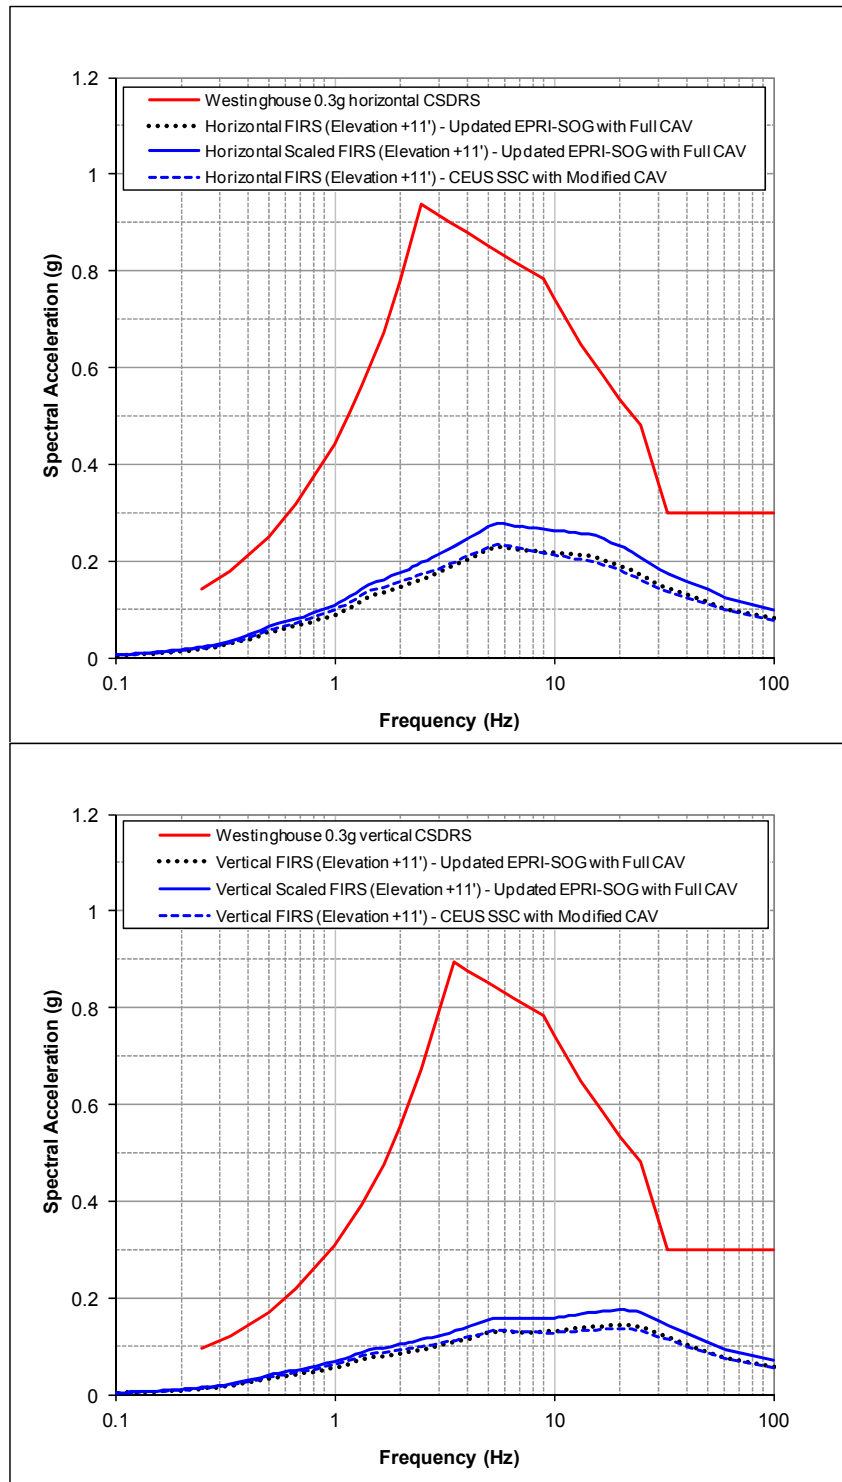 1.2
Westinghouse 0.3g horizontal CSDRS
Horizontal FIRS (Elevation +11') - Updated EPRI-SOG with Full CAV
Horizontal Scaled FIRS (Elevation +11') - Updated EPRI-SOG with Full CAV
Horizontal FIRS (Elevation +11') - CEUS SSC with Modified CAV
1
0.8
0.6
0.4
0.2
0
Spectral Acceleration (g)
0.1 1 10 100
Frequency (Hz)
1.2
Westinghouse 0.3g vertical CSDRS
Vertical FIRS (Elevation +11') - Updated EPRI-SOG with Full CAV
Vertical Scaled FIRS (Elevation +11') - Updated EPRI-SOG with Full CAV
Vertical FIRS (Elevation +11') - CEUS SSC with Modified CAV
1
0.8
0.6
0.4
0.2
0
Spectral Acceleration (g)
0.1 1 10 100
Frequency (Hz)